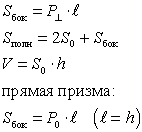 Sбок = P⊥ · ℓ
Sполн = 2S₀ + Sбок
V = S₀ · h
прямая призма:
Sбок = P₀ · ℓ (ℓ = h)